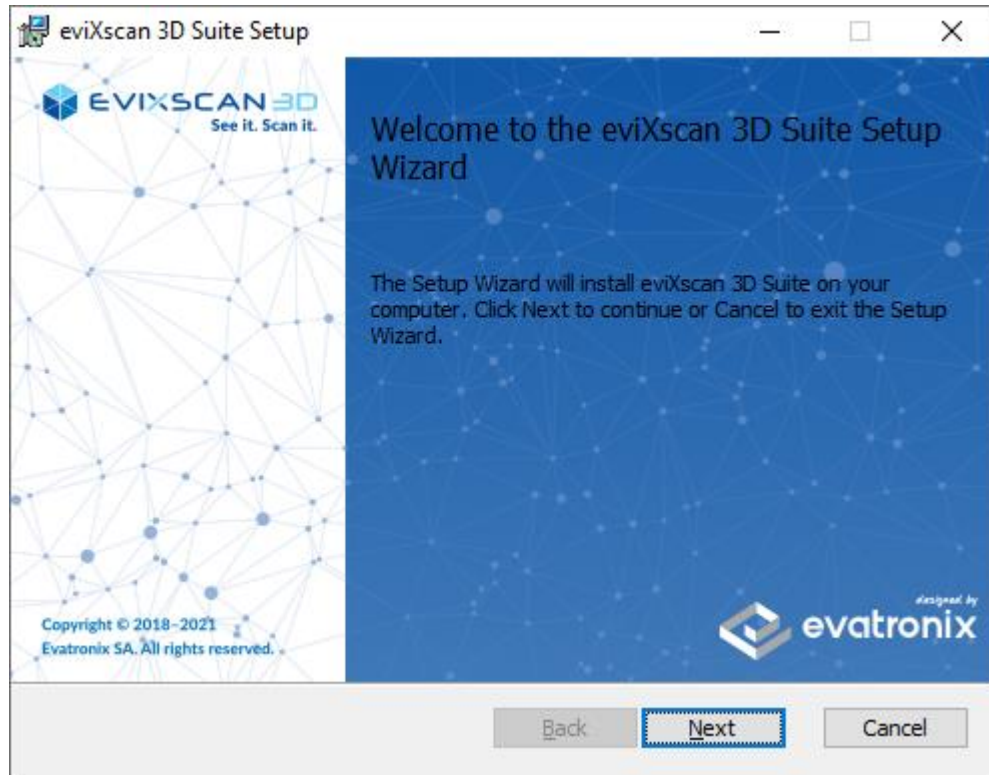 eviXscan 3D Suite Setup
EVIXSCAN 3D
See it. Scan it.
Welcome to the eviXscan 3D Suite Setup
Wizard
The Setup Wizard will install eviXscan 3D Suite on your
computer. Click Next to continue or Cancel to exit the Setup
Wizard.
Copyright © 2018-2021
Evatronix SA. All rights reserved.
designed by
evatronix
Back
Next
Cancel